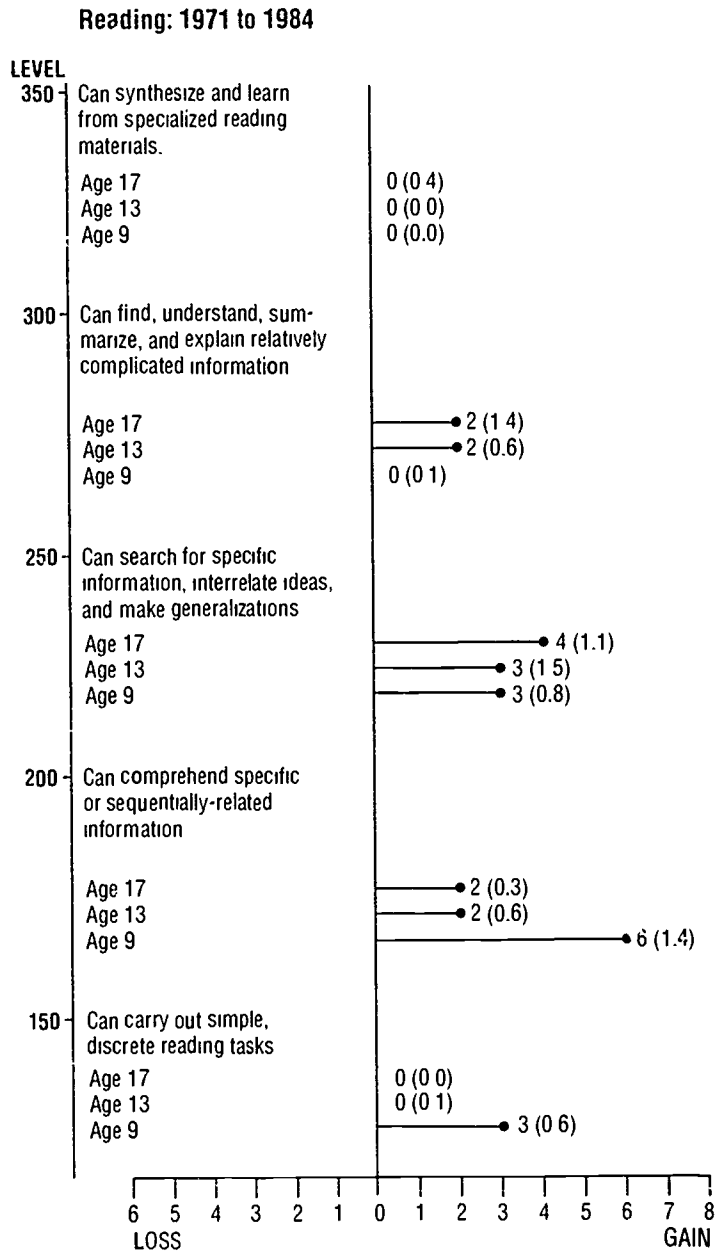 Reading: 1971 to 1984
LEVEL
350 Can synthesize and learn
from specialized reading
materials.
Age 17 0 (0 4)
Age 13 0 (0 0)
Age 9 0 (0.0)
300 Can find, understand, sum-
marize, and explain relatively
complicated information
Age 17 2 (1 4)
Age 13 2 (0.6)
Age 9 0 (0 1)
250 Can search for specific
information, interrelate ideas,
and make generalizations
Age 17 4 (1.1)
Age 13 3 (1 5)
Age 9 3 (0.8)
200 Can comprehend specific
or sequentially-related
information
Age 17 2 (0.3)
Age 13 2 (0.6)
Age 9 6 (1.4)
150 Can carry out simple,
discrete reading tasks
Age 17 0 (0 0)
Age 13 0 (0 1)
Age 9 3 (0 6)
6 5 4 3 2 1 0 1 2 3 4 5 6 7 8
LOSS GAIN